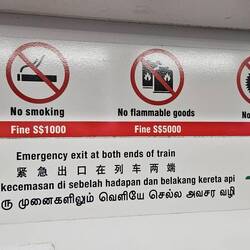 No smoking
Fine S$1000
No flammable goods
Fine S$5000
No
Emergency exit at both ends of train
紧急出口在列车两端
kecemasan di sebelah hadapan dan belakang kereta api
முனைகளிலும் வெளியே செல்ல அவசர வழி